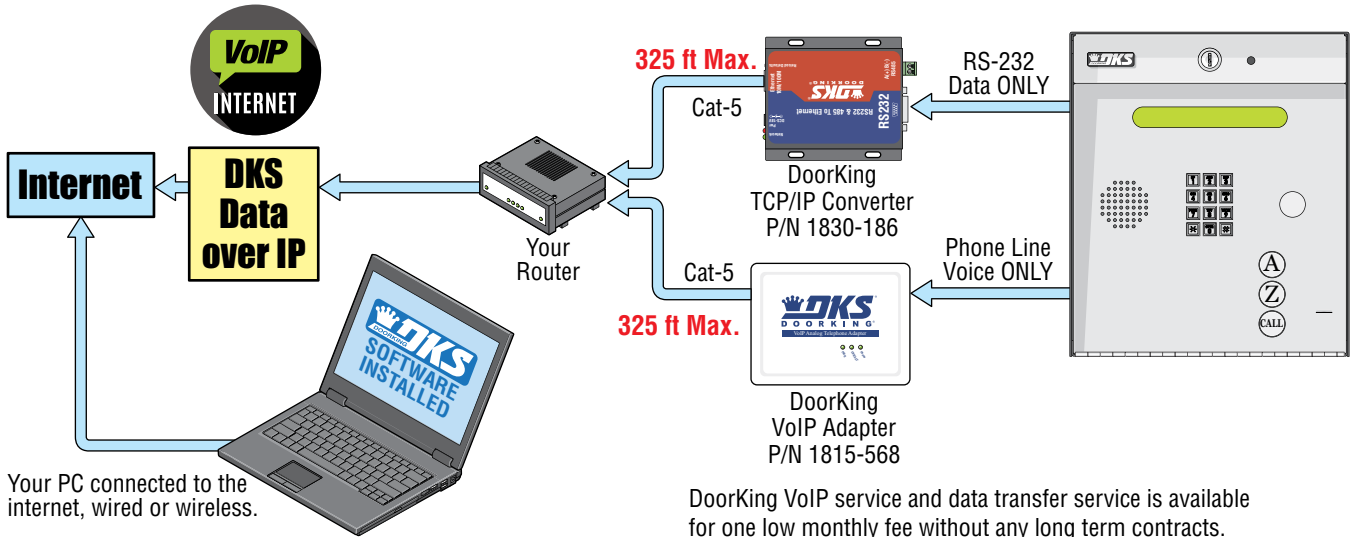 VoIP
INTERNET
Internet
DKS
Data
over IP
DKS
DOORKING
SOFTWARE
INSTALLED
Your PC connected to the
internet, wired or wireless.
Your
Router
325 ft Max.
Cat-5
DKS
DOORKING
RS232 & 485 To Ethernet
RS232
Ethernet
RS-232
Data ONLY
DoorKing
TCP/IP Converter
P/N 1830-186
Cat-5
325 ft Max.
DKS
DOORKING
VoIP Analog Telephone Adapter
Phone Line
Voice ONLY
DoorKing
VoIP Adapter
P/N 1815-568
DKS
A
Z
CALL
DoorKing VoIP service and data transfer service is available
for one low monthly fee without any long term contracts.